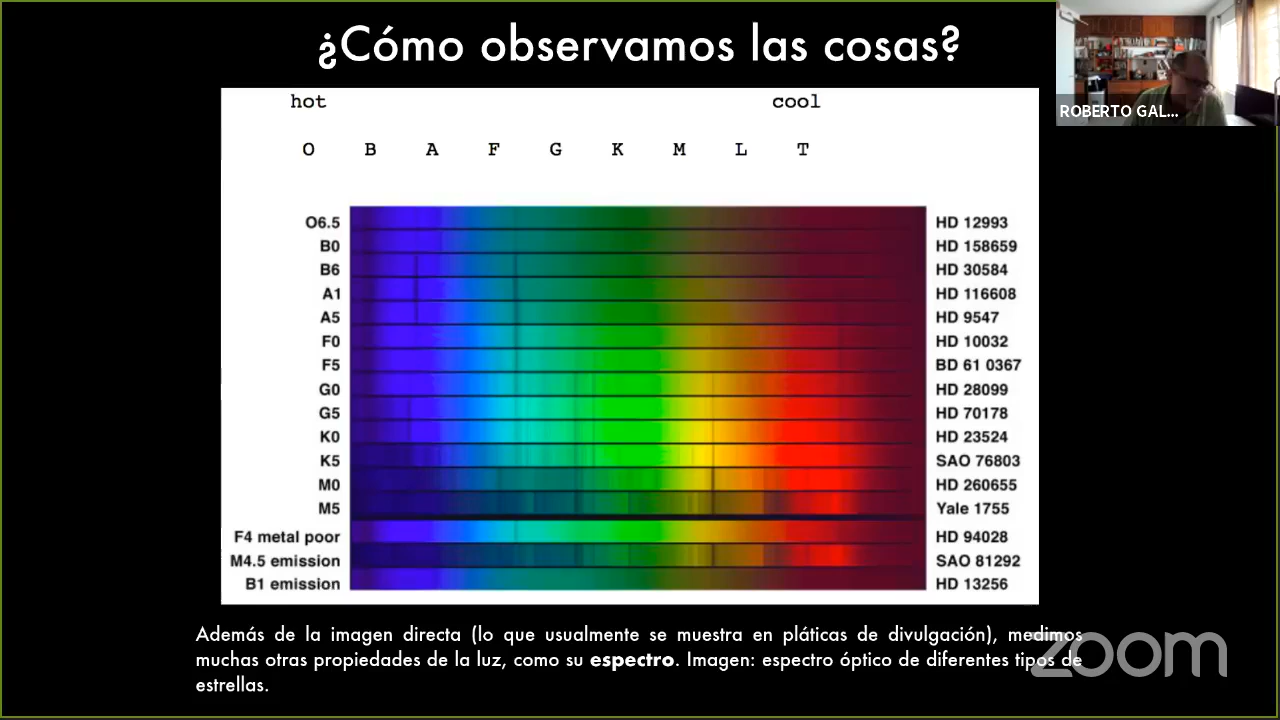 ¿Cómo observamos las cosas?
ROBERTO GAL...
hot cool
O B A F G K M L T
O6.5 HD 12993
B0 HD 158659
B6 HD 30584
A1 HD 116608
A5 HD 9547
F0 HD 10032
F5 BD 61 0367
G0 HD 28099
G5 HD 70178
K0 HD 23524
K5 SAO 76803
M0 HD 260655
M5 Yale 1755
F4 metal poor HD 94028
M4.5 emission SAO 81292
B1 emission HD 13256
Además de la imagen directa (lo que usualmente se muestra en pláticas de divulgación), medimos
muchas otras propiedades de la luz, como su espectro. Imagen: espectro óptico de diferentes tipos de
estrellas.
zoom